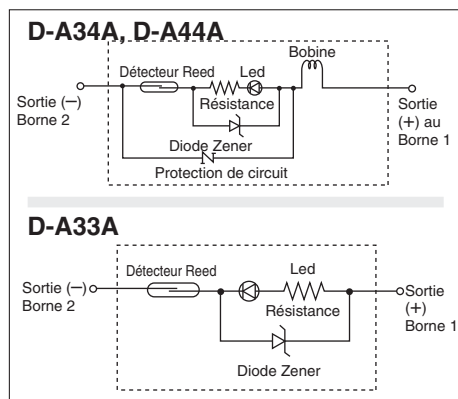 D-A34A, D-A44A
Bobine
Détecteur Reed
Led
Sortie (−)
Borne 2
Résistance
Sortie
(+) au
Borne 1
Diode Zener
Protection de circuit
D-A33A
Détecteur Reed
Led
Sortie (−)
Borne 2
Sortie
(+)
Borne 1
Résistance
Diode Zener